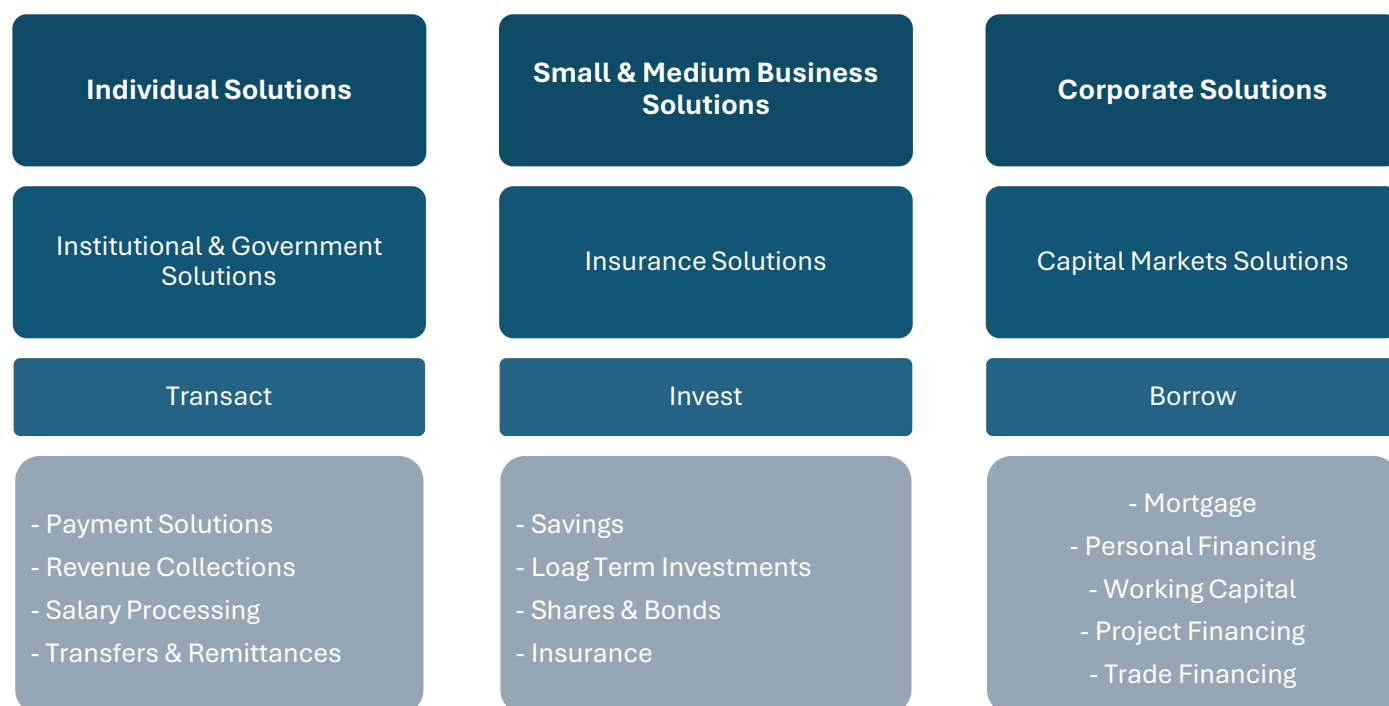 Individual Solutions
Small & Medium Business
Solutions
Corporate Solutions
Institutional & Government
Solutions
Insurance Solutions
Capital Markets Solutions
Transact
Invest
Borrow
- Payment Solutions
- Revenue Collections
- Salary Processing
- Transfers & Remittances
- Savings
- Loag Term Investments
- Shares & Bonds
- Insurance
- Mortgage
- Personal Financing
- Working Capital
- Project Financing
- Trade Financing